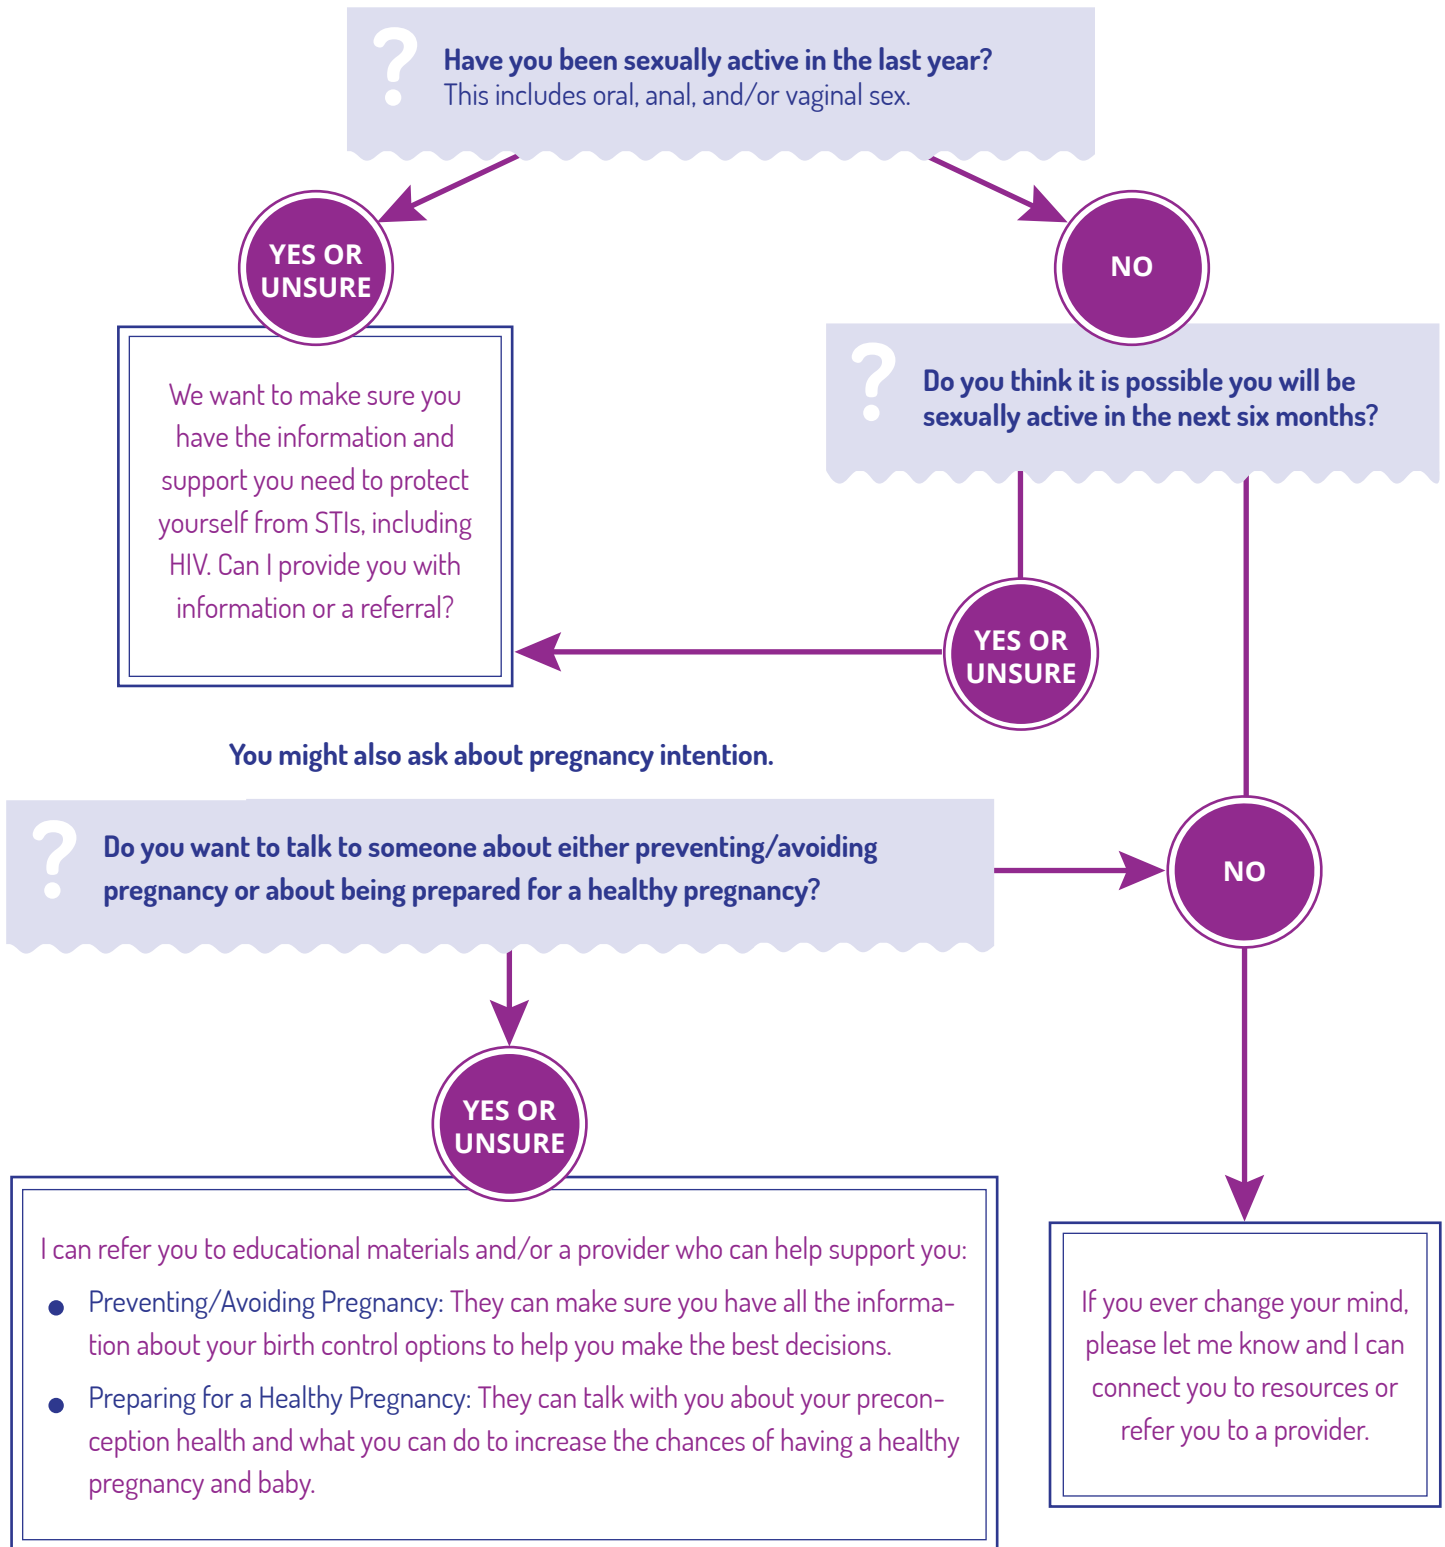 ?
Have you been sexually active in the last year?
This includes oral, anal, and/or vaginal sex.
YES OR
UNSURE
NO
We want to make sure you
have the information and
support you need to protect
yourself from STIs, including
HIV. Can I provide you with
information or a referral?
?
Do you think it is possible you will be
sexually active in the next six months?
YES OR
UNSURE
You might also ask about pregnancy intention.
?
Do you want to talk to someone about either preventing/avoiding
pregnancy or about being prepared for a healthy pregnancy?
NO
YES OR
UNSURE
I can refer you to educational materials and/or a provider who can help support you:
● Preventing/Avoiding Pregnancy: They can make sure you have all the informa-
tion about your birth control options to help you make the best decisions.
● Preparing for a Healthy Pregnancy: They can talk with you about your precon-
ception health and what you can do to increase the chances of having a healthy
pregnancy and baby.
If you ever change your mind,
please let me know and I can
connect you to resources or
refer you to a provider.